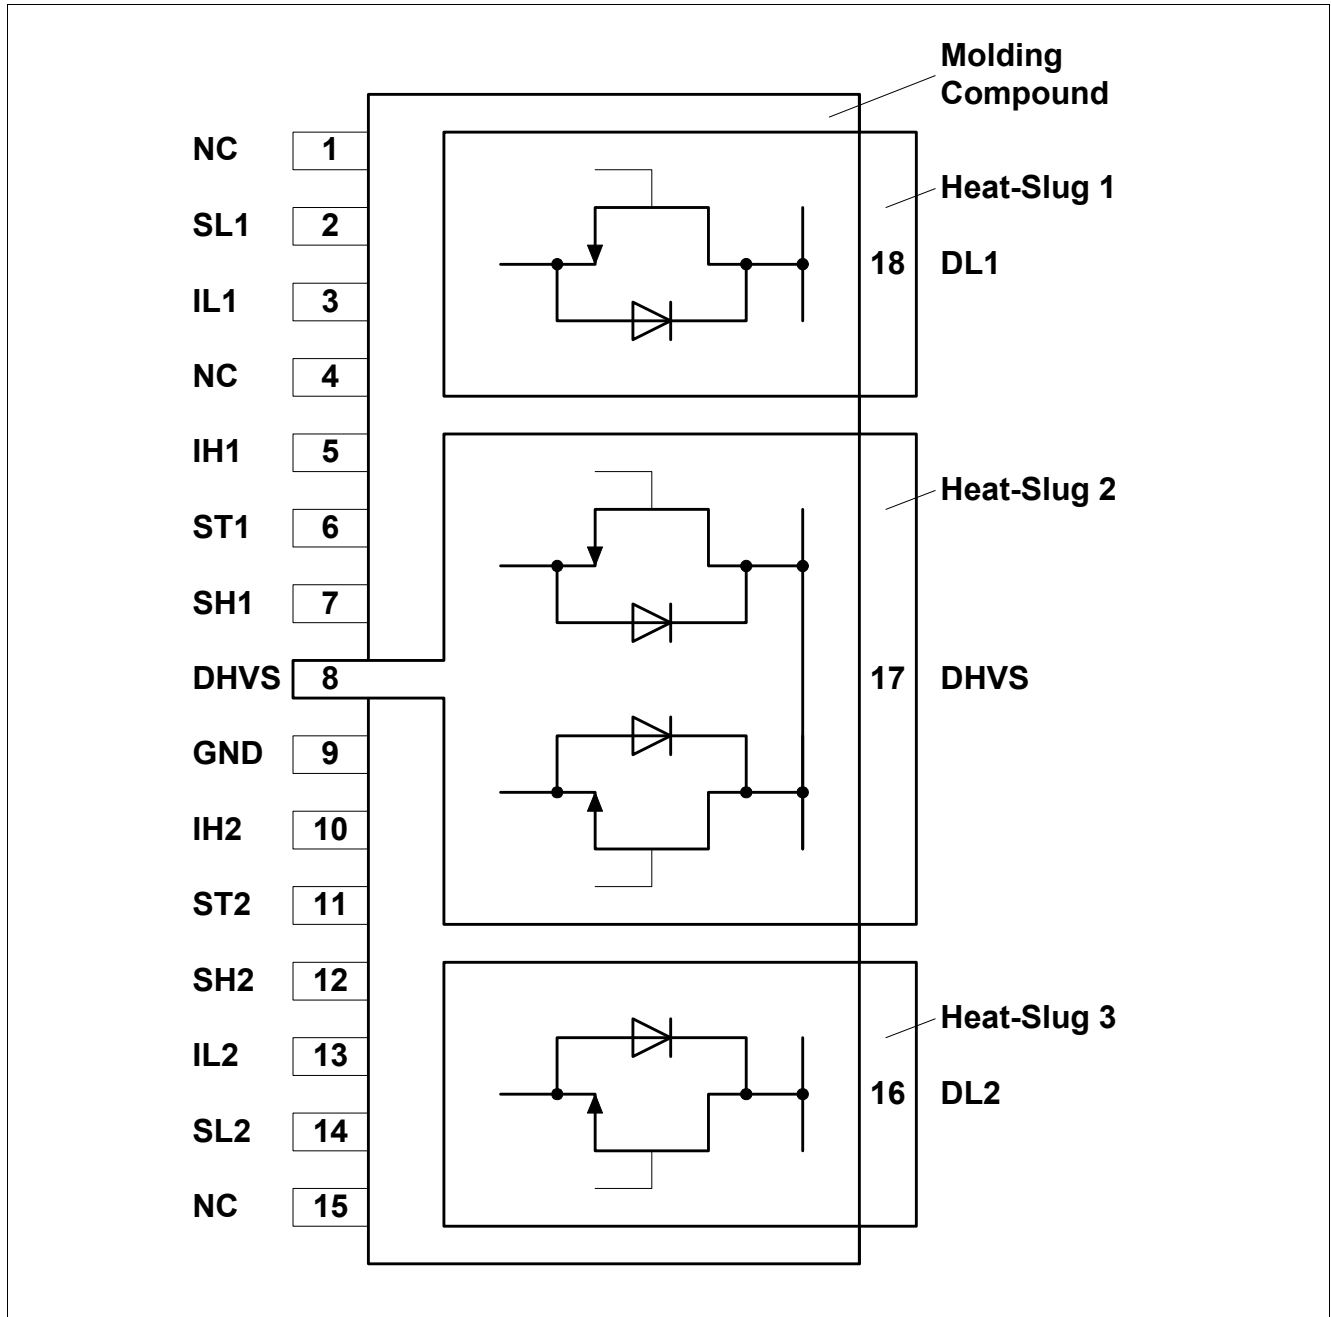 Molding
Compound
NC 1
Heat-Slug 1
SL1 2
18 DL1
IL1 3
NC 4
IH1 5
Heat-Slug 2
ST1 6
SH1 7
DHVS 8
17 DHVS
GND 9
IH2 10
ST2 11
SH2 12
Heat-Slug 3
IL2 13
16 DL2
SL2 14
NC 15